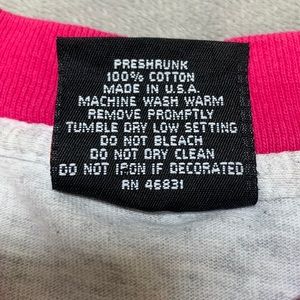 PRESHRUNK
100% COTTON
MADE IN U.S.A.
MACHINE WASH WARM
REMOVE PROMPTLY
TUMBLE DRY LOW SETTING
DO NOT BLEACH
DO NOT DRY CLEAN
DO NOT IRON IF DECORATED
RN 46831